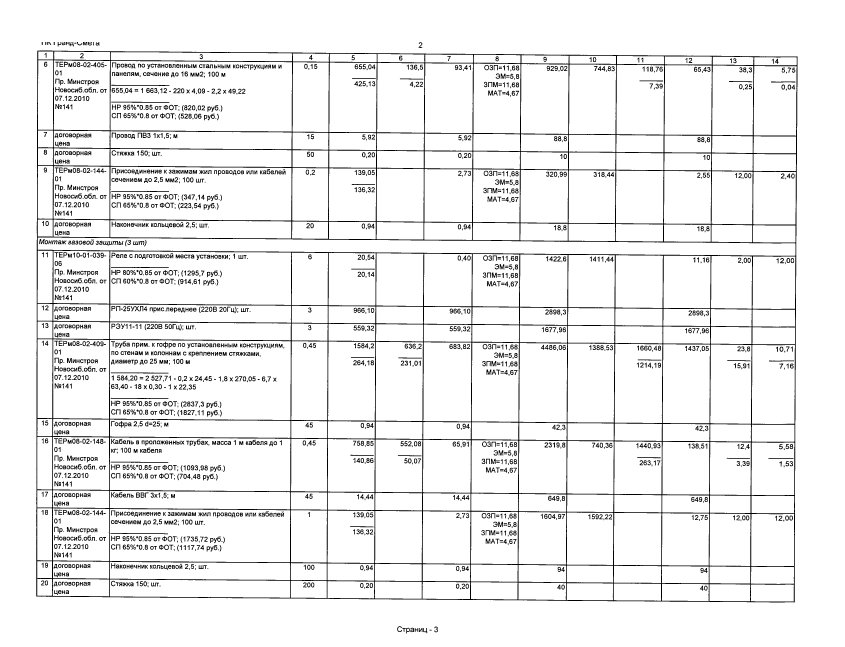 ПК Гранд-Смета
2
1 2 3 4 5 6 7 8 9 10 11 12 13 14
6 ТЕРм08-02-405-01 Пр. Минстроя Новосиб.обл. от 07.12.2010 №141 Провод по установленным стальным конструкциям и панелям, сечение до 16 мм2; 100 м 0,15 655,04 136,5 93,41 ОЗП=11,68 929,02 744,83 118,76 65,43 38,3 5,75
425,13 4,22 ЭМ=5,8 7,39 0,25 0,04
655,04 = 1 663,12 - 220 x 4,09 - 2,2 x 49,22 ЗПМ=11,68
МАТ=4,67
НР 95%*0.85 от ФОТ; (820,02 руб.)
СП 65%*0.8 от ФОТ; (528,06 руб.)
7 договорная цена Провод ПВ3 1х1,5; м 15 5,92 5,92 88,8 88,8
8 договорная цена Стяжка 150; шт. 50 0,20 0,20 10 10
9 ТЕРм08-02-144-01 Пр. Минстроя Новосиб.обл. от 07.12.2010 №141 Присоединение к зажимам жил проводов или кабелей сечением до 2,5 мм2; 100 шт. 0,2 139,05 2,73 ОЗП=11,68 320,99 318,44 2,55 12,00 2,40
136,32 ЭМ=5,8
НР 95%*0.85 от ФОТ; (347,14 руб.) ЗПМ=11,68
СП 65%*0.8 от ФОТ; (223,54 руб.) МАТ=4,67
10 договорная цена Наконечник кольцевой 2,5; шт. 20 0,94 0,94 18,8 18,8
Монтаж газовой защиты (3 шт)
11 ТЕРм10-01-039-06 Пр. Минстроя Новосиб.обл. от 07.12.2010 №141 Реле с подготовкой места установки; 1 шт. 6 20,54 0,40 ОЗП=11,68 1422,6 1411,44 11,16 2,00 12,00
20,14 ЭМ=5,8
НР 80%*0.85 от ФОТ; (1295,7 руб.) ЗПМ=11,68
СП 60%*0.8 от ФОТ; (914,61 руб.) МАТ=4,67
12 договорная цена РП-25УХЛ4 прис.переднее (220В 20Гц); шт. 3 966,10 966,10 2898,3 2898,3
13 договорная цена РЭУ11-11 (220В 50Гц); шт. 3 559,32 559,32 1677,96 1677,96
14 ТЕРм08-02-409-01 Пр. Минстроя Новосиб.обл. от 07.12.2010 №141 Труба прим. к гофре по установленным конструкциям, по стенам и колоннам с креплением стяжками, диаметр до 25 мм; 100 м 0,45 1584,2 636,2 683,82 ОЗП=11,68 4486,06 1388,53 1660,48 1437,05 23,8 10,71
264,18 231,01 ЭМ=5,8 1214,19 15,91 7,16
ЗПМ=11,68
МАТ=4,67
1 584,20 = 2 527,71 - 0,2 x 24,45 - 1,8 x 270,05 - 6,7 x 63,40 - 18 x 0,30 - 1 x 22,35
НР 95%*0.85 от ФОТ; (2837,3 руб.)
СП 65%*0.8 от ФОТ; (1827,11 руб.)
15 договорная цена Гофра 2,5 d=25; м 45 0,94 0,94 42,3 42,3
16 ТЕРм08-02-148-01 Пр. Минстроя Новосиб.обл. от 07.12.2010 №141 Кабель в проложенных трубах, масса 1 м кабеля до 1 кг; 100 м кабеля 0,45 758,85 552,08 65,91 ОЗП=11,68 2319,8 740,36 1440,93 138,51 12,4 5,58
140,86 50,07 ЭМ=5,8 263,17 3,39 1,53
НР 95%*0.85 от ФОТ; (1093,98 руб.) ЗПМ=11,68
СП 65%*0.8 от ФОТ; (704,48 руб.) МАТ=4,67
17 договорная цена Кабель ВВГ 3х1,5; м 45 14,44 14,44 649,8 649,8
18 ТЕРм08-02-144-01 Пр. Минстроя Новосиб.обл. от 07.12.2010 №141 Присоединение к зажимам жил проводов или кабелей сечением до 2,5 мм2; 100 шт. 1 139,05 2,73 ОЗП=11,68 1604,97 1592,22 12,75 12,00 12,00
136,32 ЭМ=5,8
НР 95%*0.85 от ФОТ; (1735,72 руб.) ЗПМ=11,68
СП 65%*0.8 от ФОТ; (1117,74 руб.) МАТ=4,67
19 договорная цена Наконечник кольцевой 2,5; шт. 100 0,94 0,94 94 94
20 договорная цена Стяжка 150; шт. 200 0,20 0,20 40 40
Страниц - 3